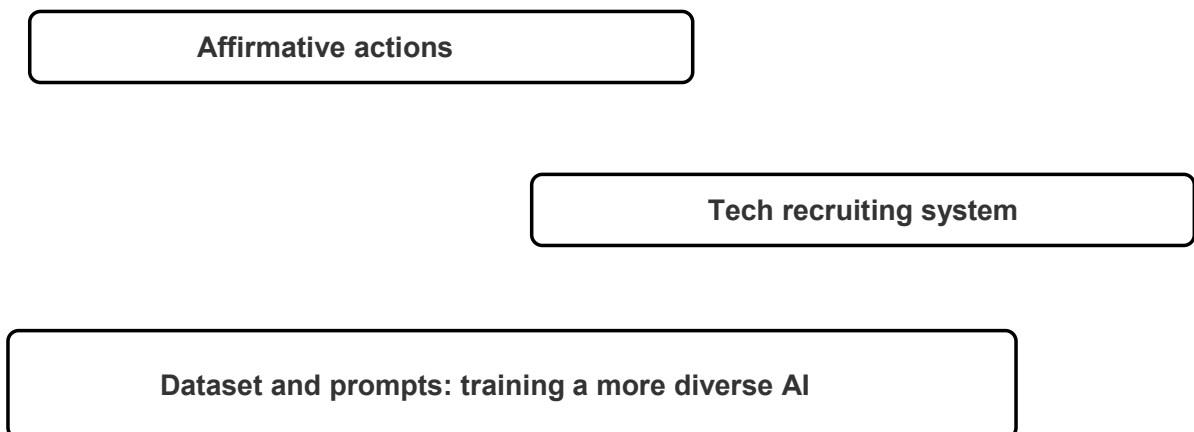 Affirmative actions
Tech recruiting system
Dataset and prompts: training a more diverse AI